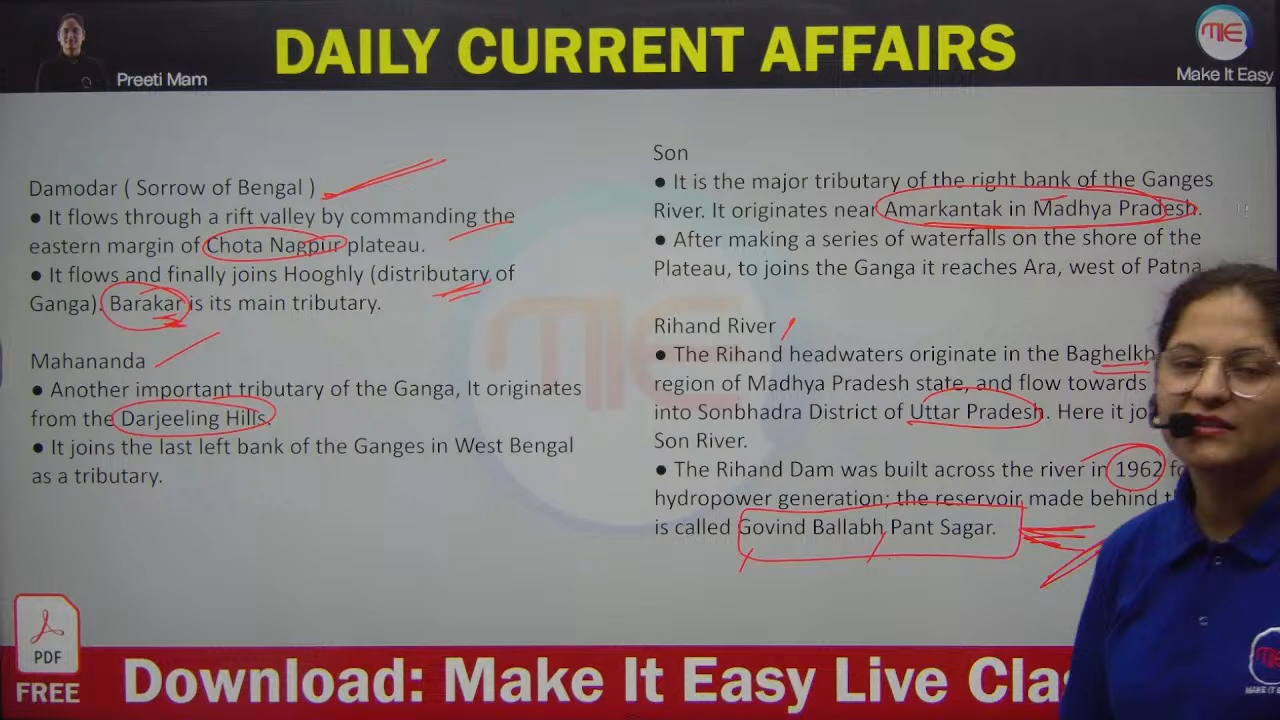 Preeti Mam
DAILY CURRENT AFFAIRS
MIE
Make It Easy
Damodar ( Sorrow of Bengal )
● It flows through a rift valley by commanding the
eastern margin of Chota Nagpur plateau.
● It flows and finally joins Hooghly (distributary of
Ganga). Barakar is its main tributary.
Mahananda
● Another important tributary of the Ganga, It originates
from the Darjeeling Hills.
● It joins the last left bank of the Ganges in West Bengal
as a tributary.
Son
● It is the major tributary of the right bank of the Ganges
River. It originates near Amarkantak in Madhya Pradesh.
● After making a series of waterfalls on the shore of the
Plateau, to joins the Ganga it reaches Ara, west of Patna
Rihand River
● The Rihand headwaters originate in the Baghelkh
region of Madhya Pradesh state, and flow towards
into Sonbhadra District of Uttar Pradesh. Here it jo
Son River.
● The Rihand Dam was built across the river in 1962 fo
hydropower generation; the reservoir made behind t
is called Govind Ballabh Pant Sagar.
MIE
PDF
FREE
Download: Make It Easy Live Clas